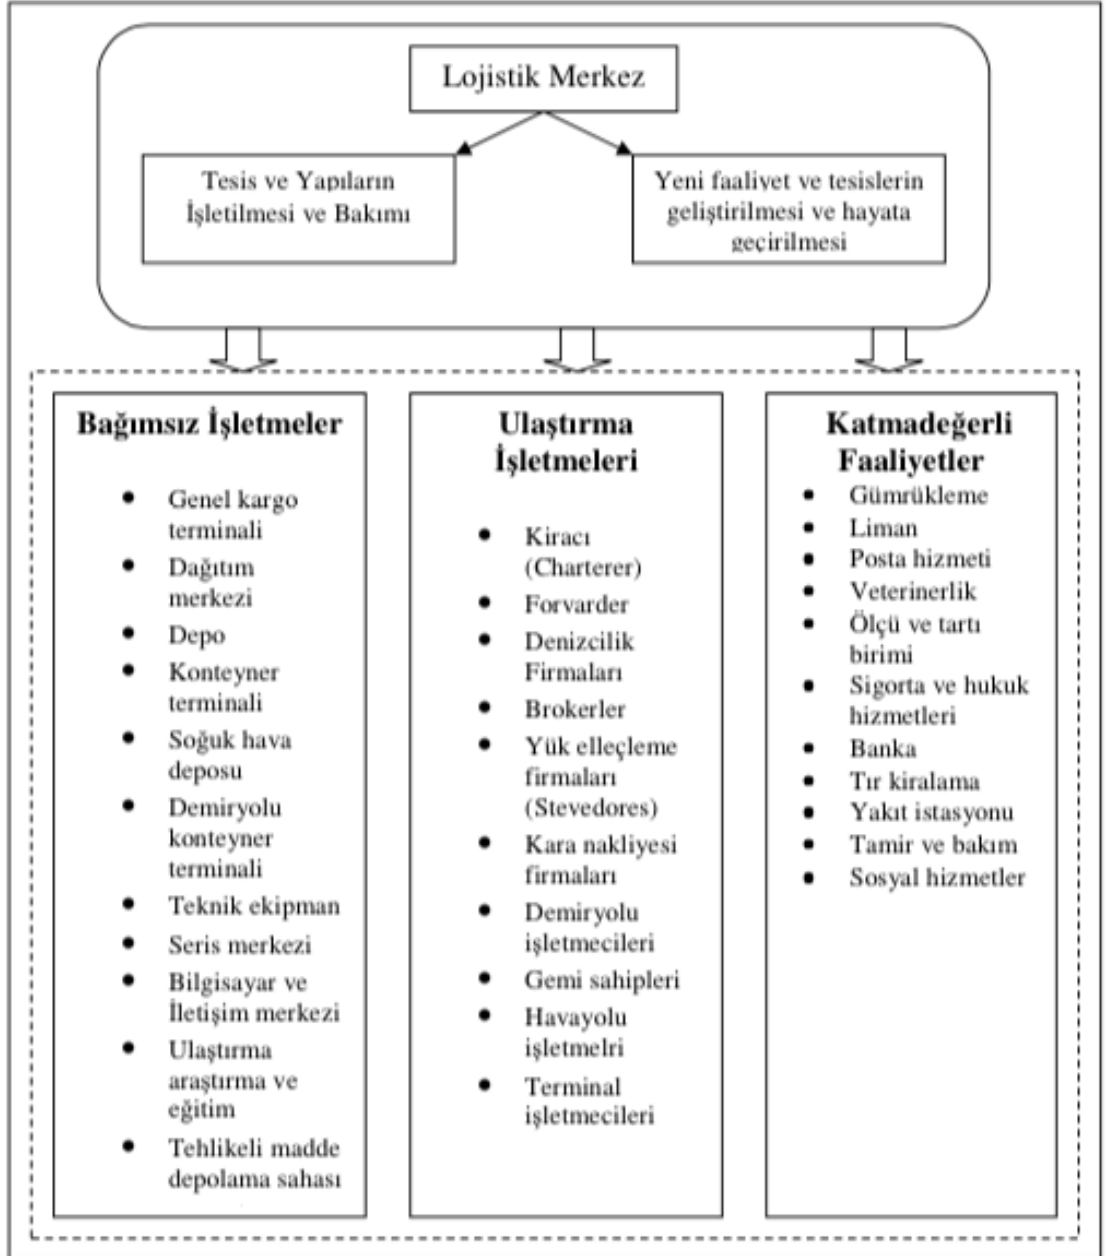 Lojistik Merkez
Tesis ve Yapıların
İşletilmesi ve Bakımı
Yeni faaliyet ve tesislerin
geliştirilmesi ve hayata
geçirilmesi
Bağımsız İşletmeler
• Genel kargo
terminali
• Dağıtım
merkezi
• Depo
• Konteyner
terminali
• Soğuk hava
deposu
• Demiryolu
konteyner
terminali
• Teknik ekipman
• Seris merkezi
• Bilgisayar ve
İletişim merkezi
• Ulaştırma
araştırma ve
eğitim
• Tehlikeli madde
depolama sahası
Ulaştırma
İşletmeleri
• Kiracı
(Charterer)
• Forvarder
• Denizcilik
Firmaları
• Brokerler
• Yük elleçleme
firmaları
(Stevedores)
• Kara nakliyesi
firmaları
• Demiryolu
işletmecileri
• Gemi sahipleri
• Havayolu
işletmelri
• Terminal
işletmecileri
Katmadeğerli
Faaliyetler
• Gümrükleme
• Liman
• Posta hizmeti
• Veterinerlik
• Ölçü ve tartı
birimi
• Sigorta ve hukuk
hizmetleri
• Banka
• Tır kiralama
• Yakıt istasyonu
• Tamir ve bakım
• Sosyal hizmetler